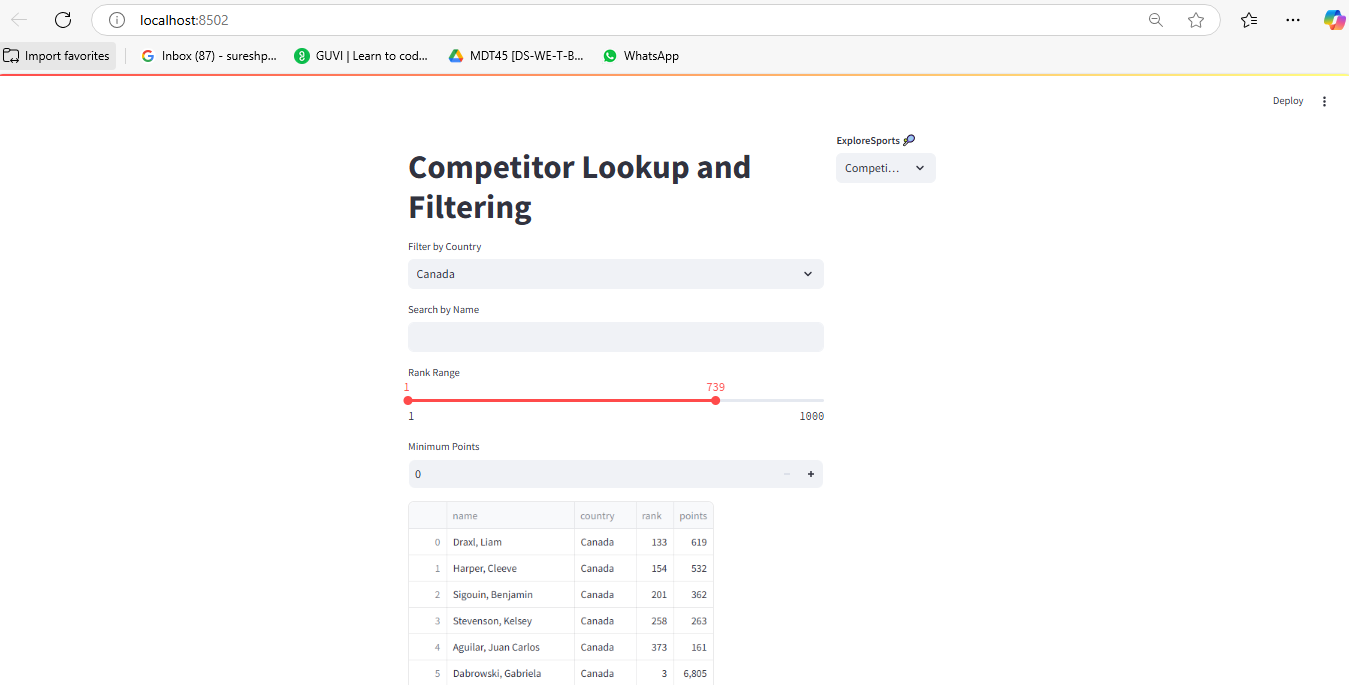 localhost:8502
Import favorites
Inbox (87) - sureshp...
GUVI | Learn to cod...
MDT45 [DS-WE-T-B...
WhatsApp
Deploy
ExploreSports
Competi...
Competitor Lookup and
Filtering
Filter by Country
Canada
Search by Name
Rank Range
1 739
1 1000
Minimum Points
0 − +
name country rank points
0 Draxl, Liam Canada 133 619
1 Harper, Cleeve Canada 154 532
2 Sigouin, Benjamin Canada 201 362
3 Stevenson, Kelsey Canada 258 263
4 Aguilar, Juan Carlos Canada 373 161
5 Dabrowski, Gabriela Canada 3 6,805